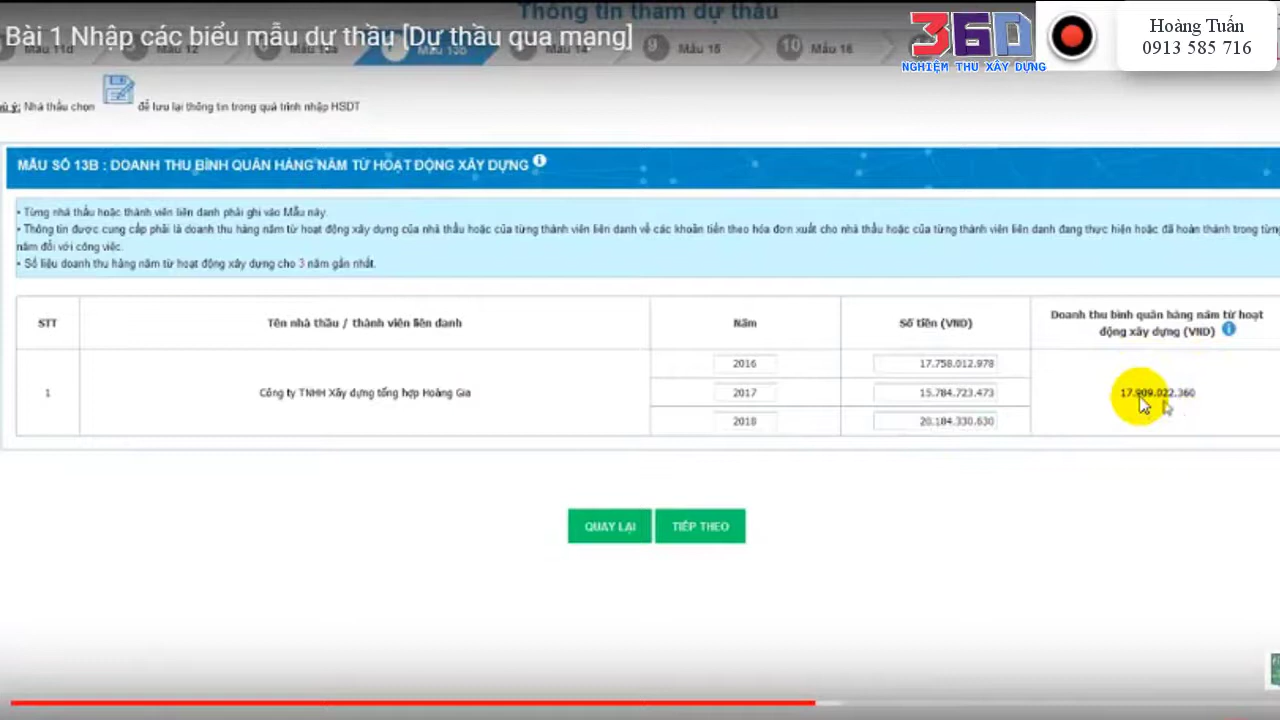 Thông tin tham dự thầu
Bài 1 Nhập các biểu mẫu dự thầu [Dự thầu qua mạng]
Mẫu 11d
Mẫu 12
Mẫu 13b
Mẫu 14
9 Mẫu 15
10 Mẫu 16
360
NGHIỆM THU XÂY DỰNG
Hoàng Tuấn
0913 585 716
Nhà thầu chọn để lưu lại thông tin trong quá trình nhập HSDT
MẪU SỐ 13B : DOANH THU BÌNH QUÂN HÀNG NĂM TỪ HOẠT ĐỘNG XÂY DỰNG
• Từng nhà thầu hoặc thành viên liên danh phải ghi vào Mẫu này.
• Thông tin được cung cấp phải là doanh thu hàng năm từ hoạt động xây dựng của nhà thầu hoặc của từng thành viên liên danh về các khoản tiền theo hóa đơn xuất cho nhà thầu hoặc của từng thành viên liên danh đang thực hiện hoặc đã hoàn thành trong từng
năm đối với công việc.
• Số liệu doanh thu hàng năm từ hoạt động xây dựng cho 3 năm gần nhất.
STT
Tên nhà thầu / thành viên liên danh
Năm
Số tiền (VND)
Doanh thu bình quân hàng năm từ hoạt
động xây dựng (VND)
1
Công ty TNHH Xây dựng tổng hợp Hoàng Gia
2016
17.758.012.978
2017
15.784.723.473
2018
20.184.330.630
17.909.022.360
QUAY LẠI
TIẾP THEO